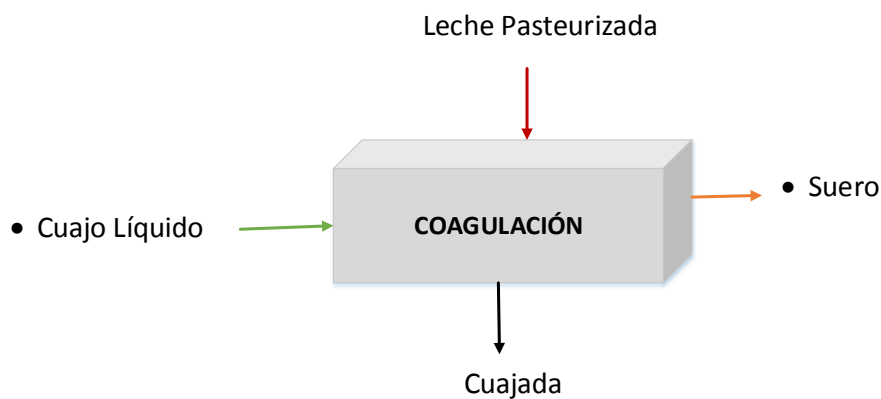 Leche Pasteurizada
• Suero
• Cuajo Líquido
COAGULACIÓN
Cuajada